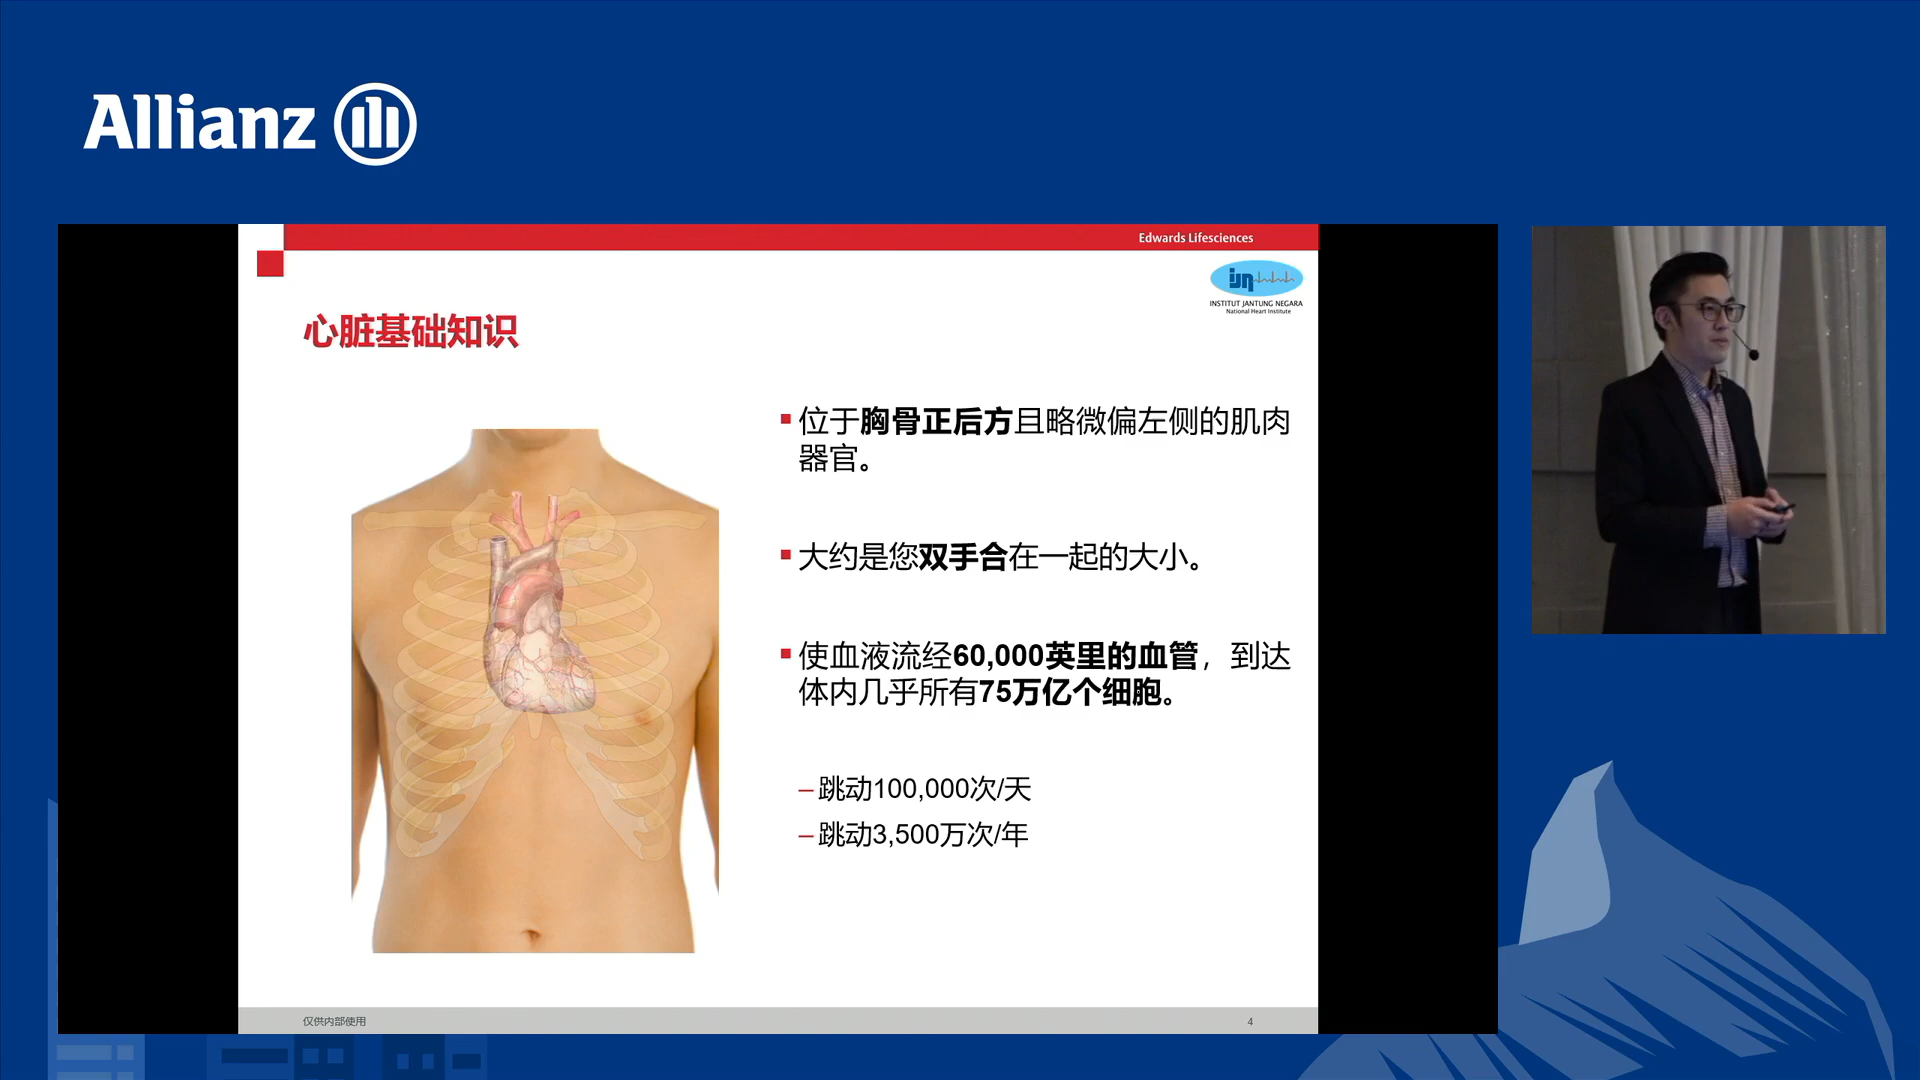 Allianz
Edwards Lifesciences
ijn
INSTITUT JANTUNG NEGARA
National Heart Institute
心脏基础知识
位于胸骨正后方且略微偏左侧的肌肉
器官。
大约是您双手合在一起的大小。
使血液流经60,000英里的血管，到达
体内几乎所有75万亿个细胞。
–跳动100,000次/天
–跳动3,500万次/年
仅供内部使用
4